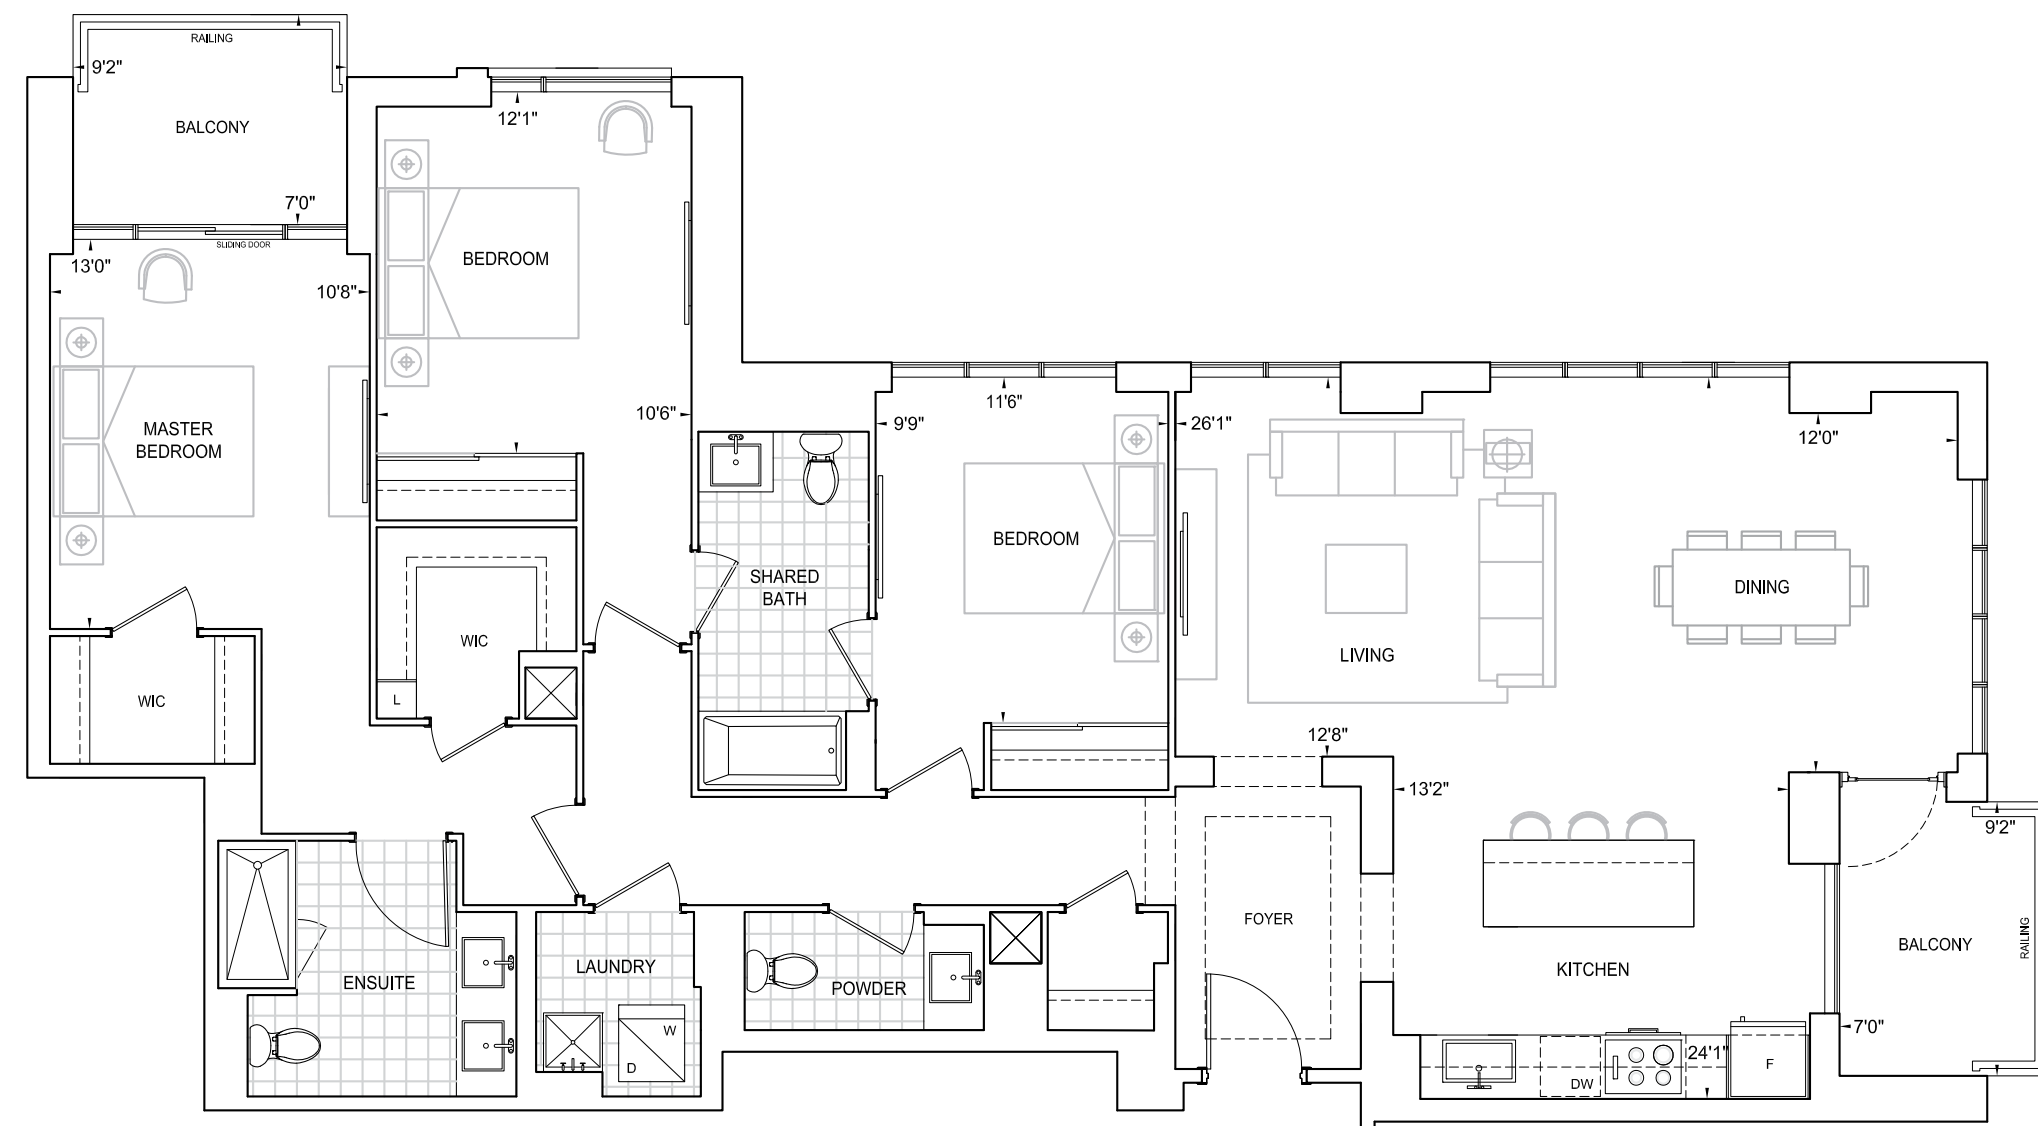 RAILING
9'2"
BALCONY
7'0"
SLIDING DOOR
13'0"
10'8"
MASTER
BEDROOM
WIC
12'1"
BEDROOM
10'6"
WIC
L
SHARED
BATH
9'9"
11'6"
BEDROOM
26'1"
12'0"
LIVING
DINING
12'8"
13'2"
9'2"
ENSUITE
LAUNDRY
W
D
POWDER
FOYER
KITCHEN
BALCONY
RAILING
7'0"
24'1"
DW
F